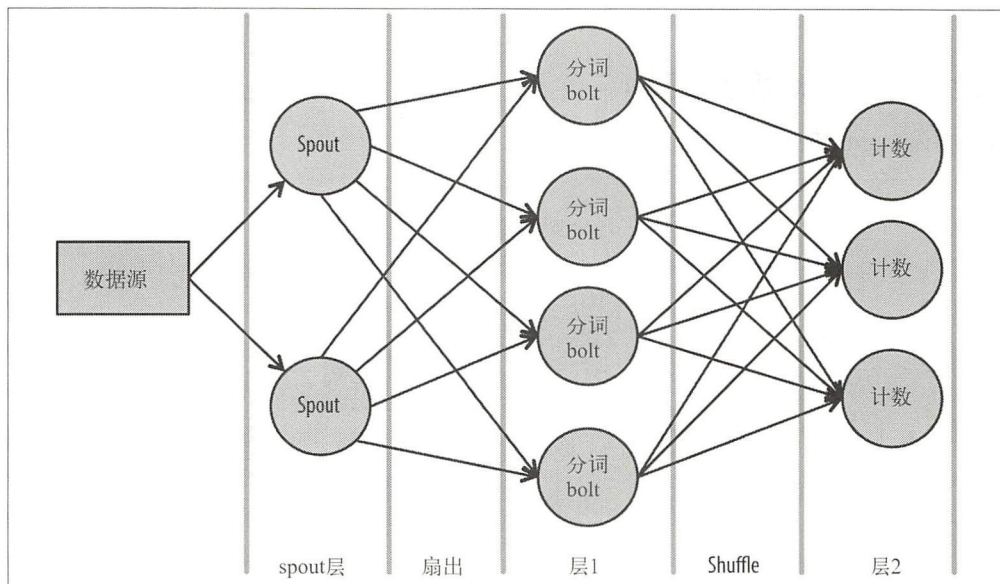 数据源
Spout
Spout
分词
bolt
分词
bolt
分词
bolt
分词
bolt
计数
计数
计数
spout层
扇出
层1
Shuffle
层2